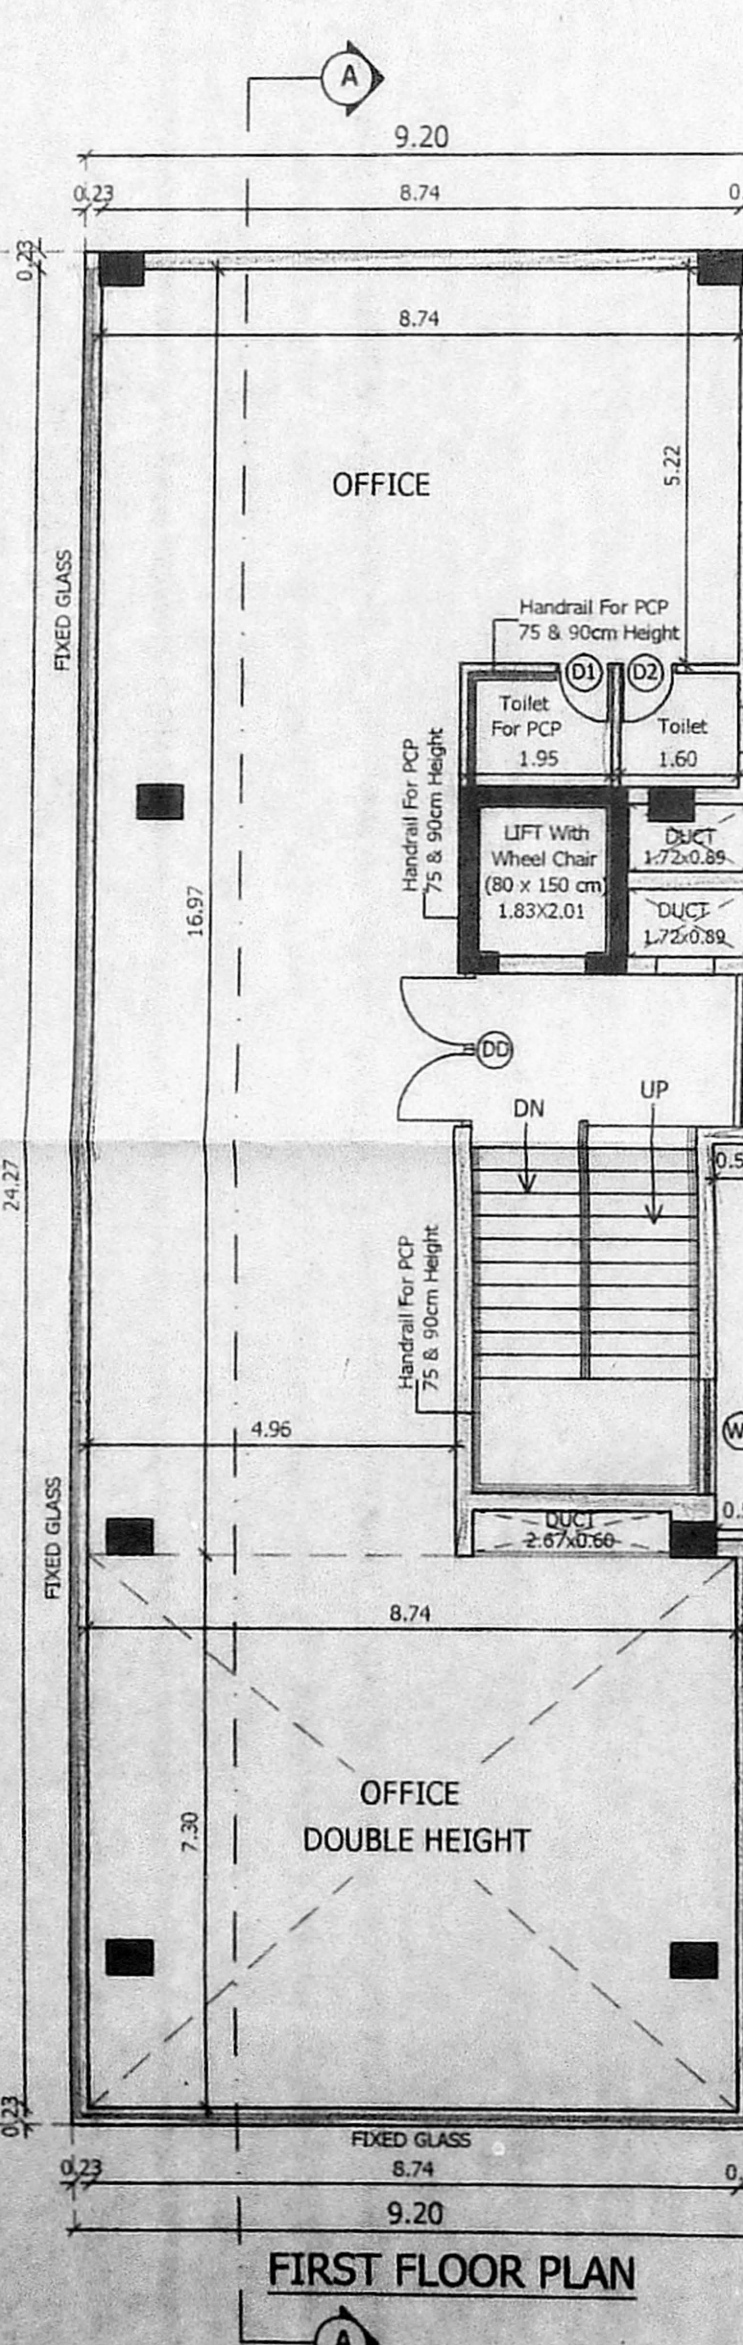 A
9.20
0.23
8.74
0.23
8.74
OFFICE
5.22
FIXED GLASS
Handrail For PCP
75 & 90cm Height
D1
D2
Toilet
For PCP
1.95
Toilet
1.60
Handrail For PCP
75 & 90cm Height
LIFT With
Wheel Chair
(80 x 150 cm)
1.83X2.01
DUCT
1.72x0.89
DUCT
1.72x0.89
16.97
DD
DN
UP
24.27
Handrail For PCP
75 & 90cm Height
4.96
FIXED GLASS
DUCT
2.67x0.60
8.74
OFFICE
DOUBLE HEIGHT
7.30
0.23
FIXED GLASS
0.23
8.74
9.20
FIRST FLOOR PLAN
A